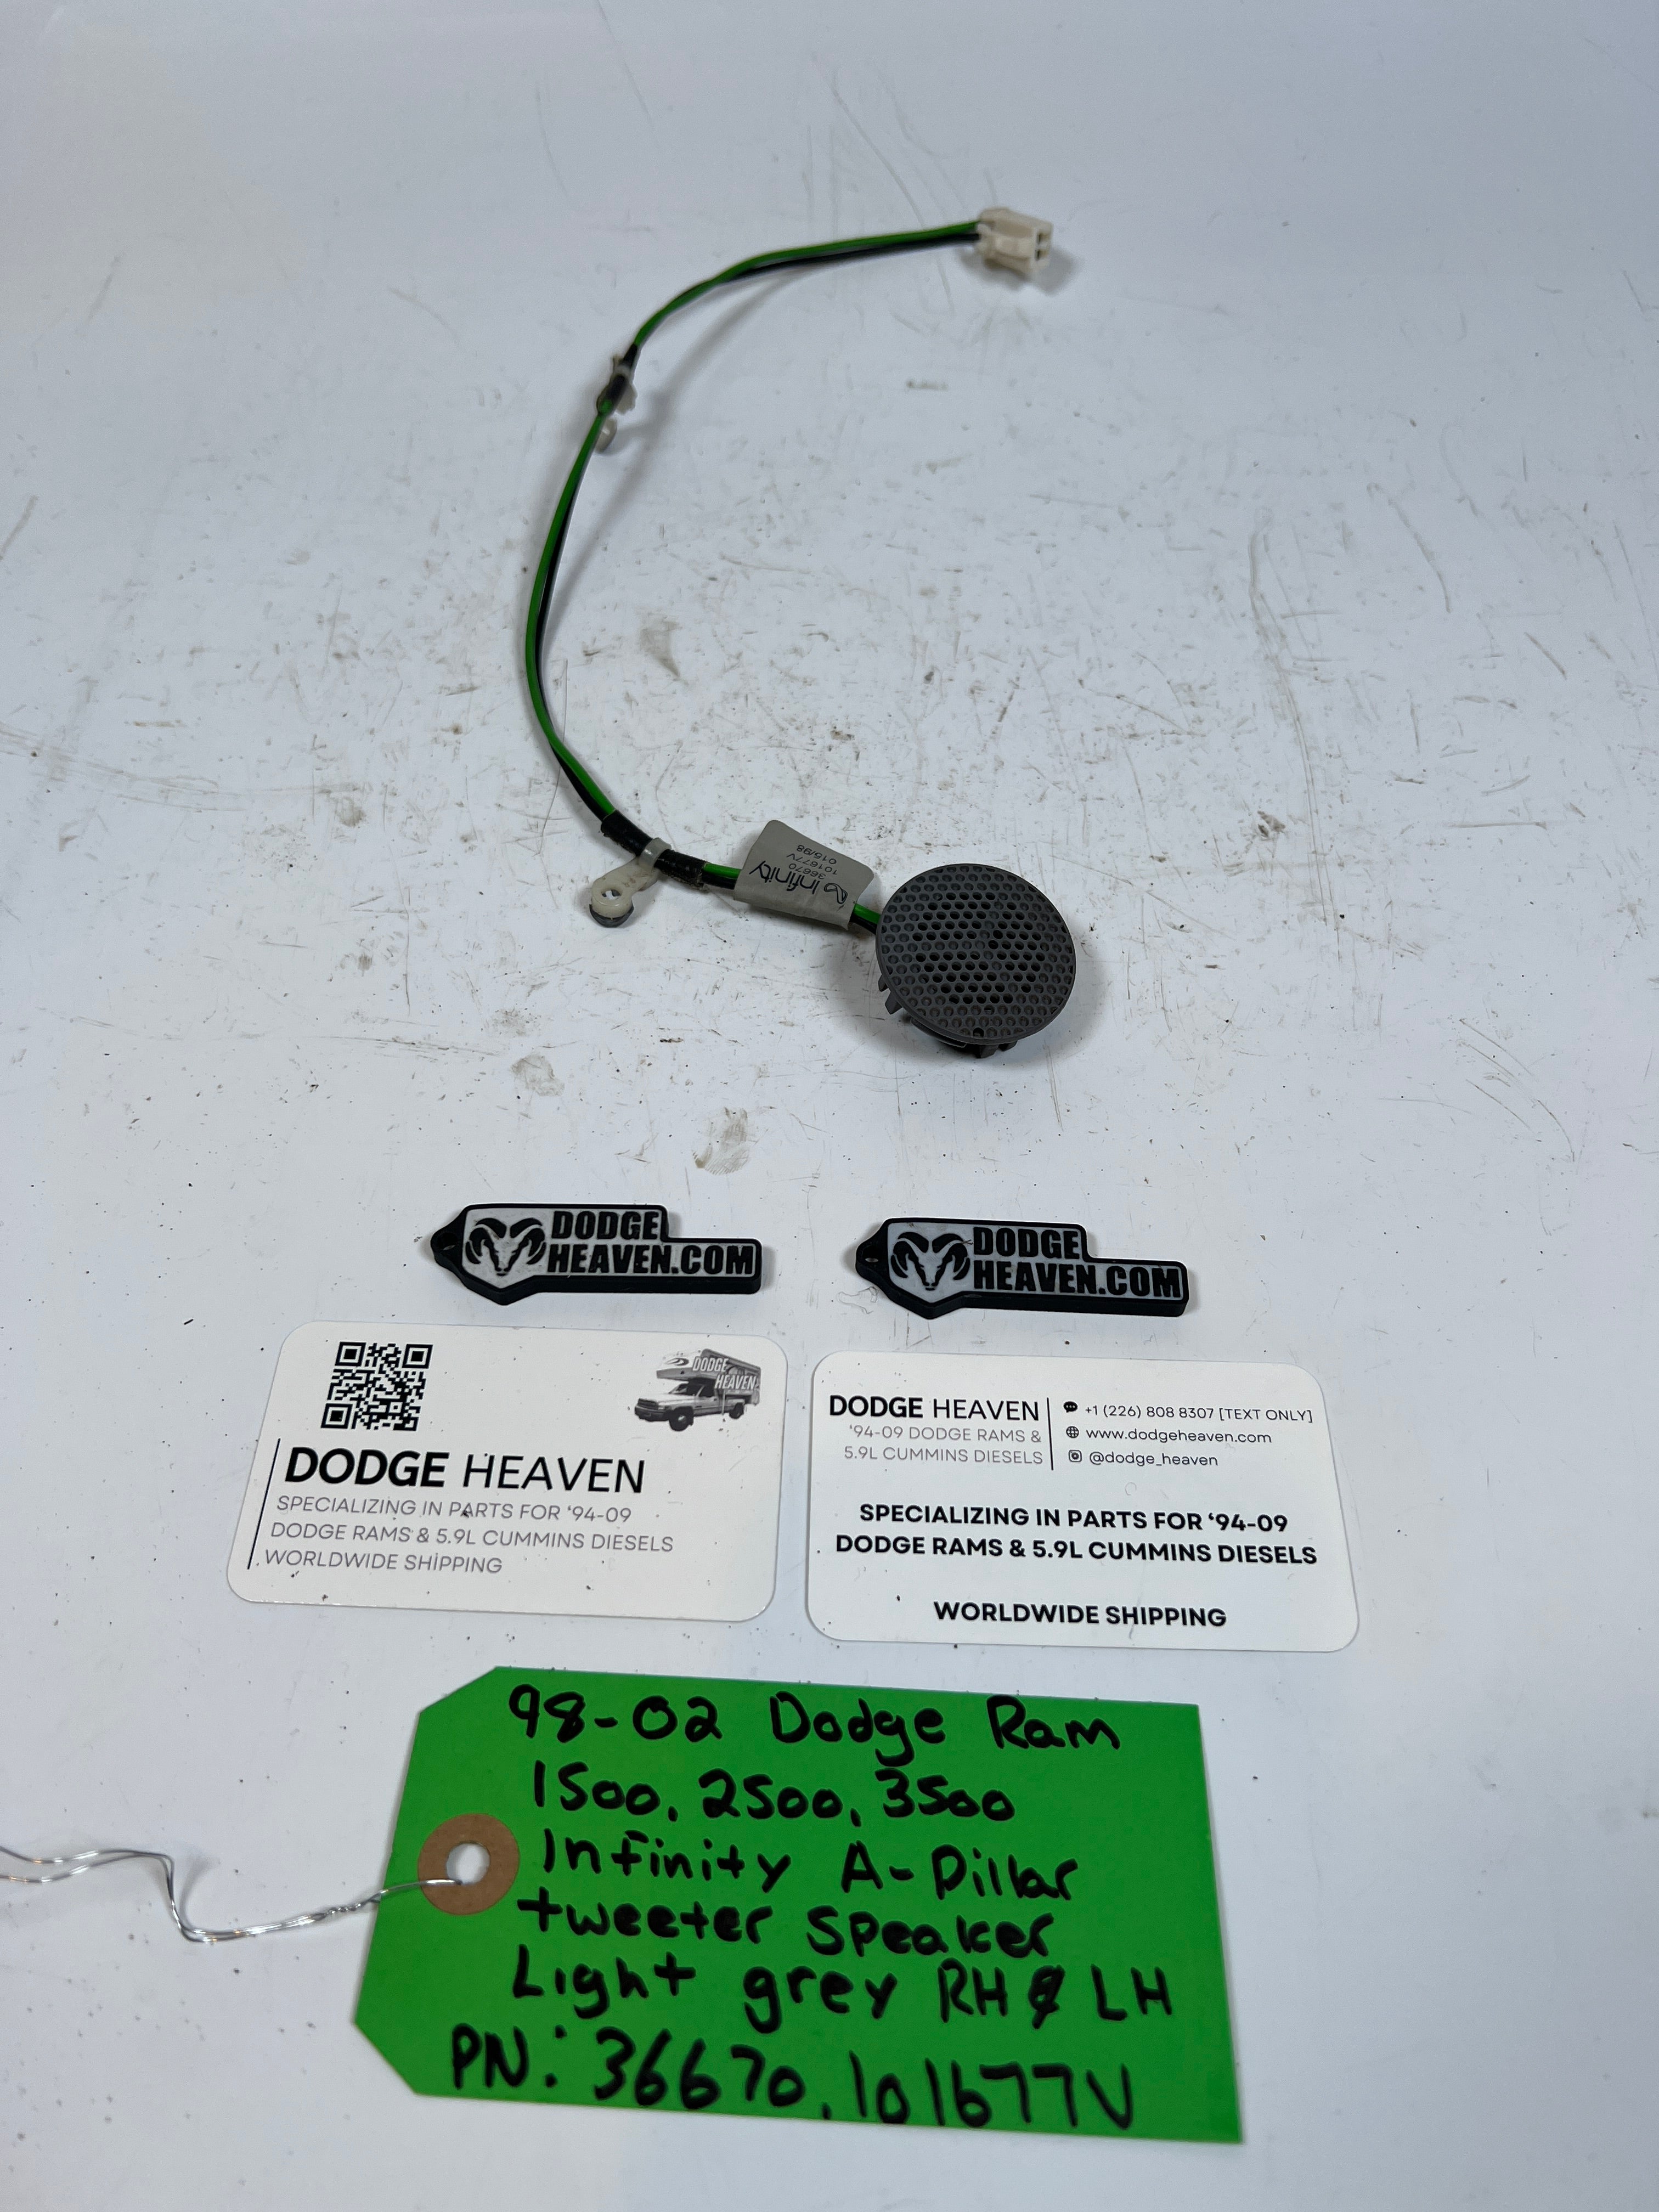 Infinity
36670
101677V
015/98
DODGE
HEAVEN.COM
DODGE
HEAVEN.COM
DODGE
HEAVEN
DODGE HEAVEN
SPECIALIZING IN PARTS FOR ‘94-09
DODGE RAMS & 5.9L CUMMINS DIESELS
WORLDWIDE SHIPPING
DODGE HEAVEN
‘94-09 DODGE RAMS &
5.9L CUMMINS DIESELS
+1 (226) 808 8307 [TEXT ONLY]
www.dodgeheaven.com
@dodge_heaven
SPECIALIZING IN PARTS FOR ‘94-09
DODGE RAMS & 5.9L CUMMINS DIESELS
WORLDWIDE SHIPPING
98-02 Dodge Ram
1500, 2500, 3500
Infinity A-Pillar
tweeter speaker
Light grey RH & LH
PN: 36670, 101677V